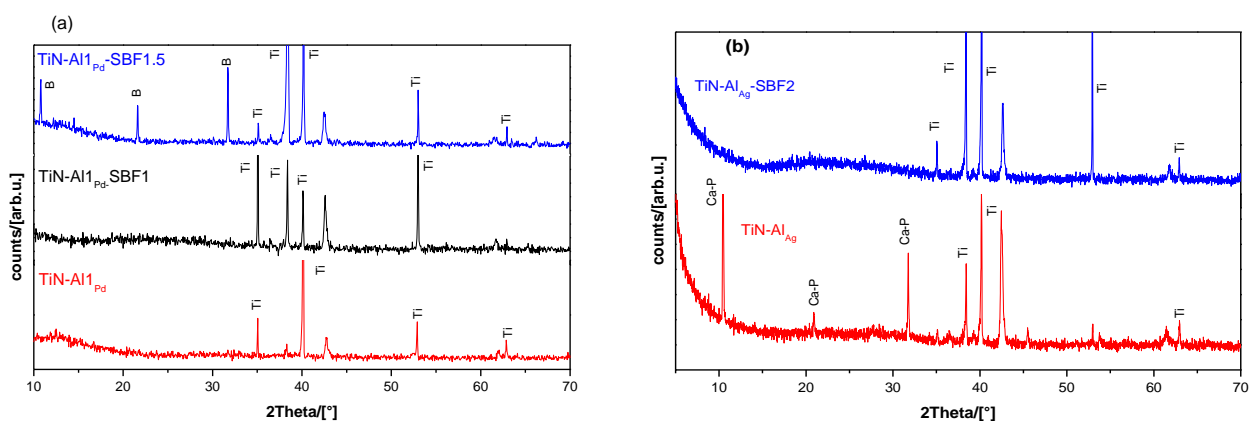 (a)
TiN-Al1Pd-SBF1.5
B
B
B
Ti
Ti
Ti
Ti
Ti
TiN-Al1Pd-SBF1
Ti
Ti
Ti
Ti
TiN-Al1Pd
Ti
Ti
Ti
Ti
counts/[arb.u.]
10 20 30 40 50 60 70
2Theta/[°]
(b)
TiN-AlAg-SBF2
Ti
Ti
Ti
Ti
Ti
TiN-AlAg
Ca-P
Ca-P
Ca-P
Ti
Ti
Ti
counts/[arb.u.]
10 20 30 40 50 60 70
2Theta/[°]